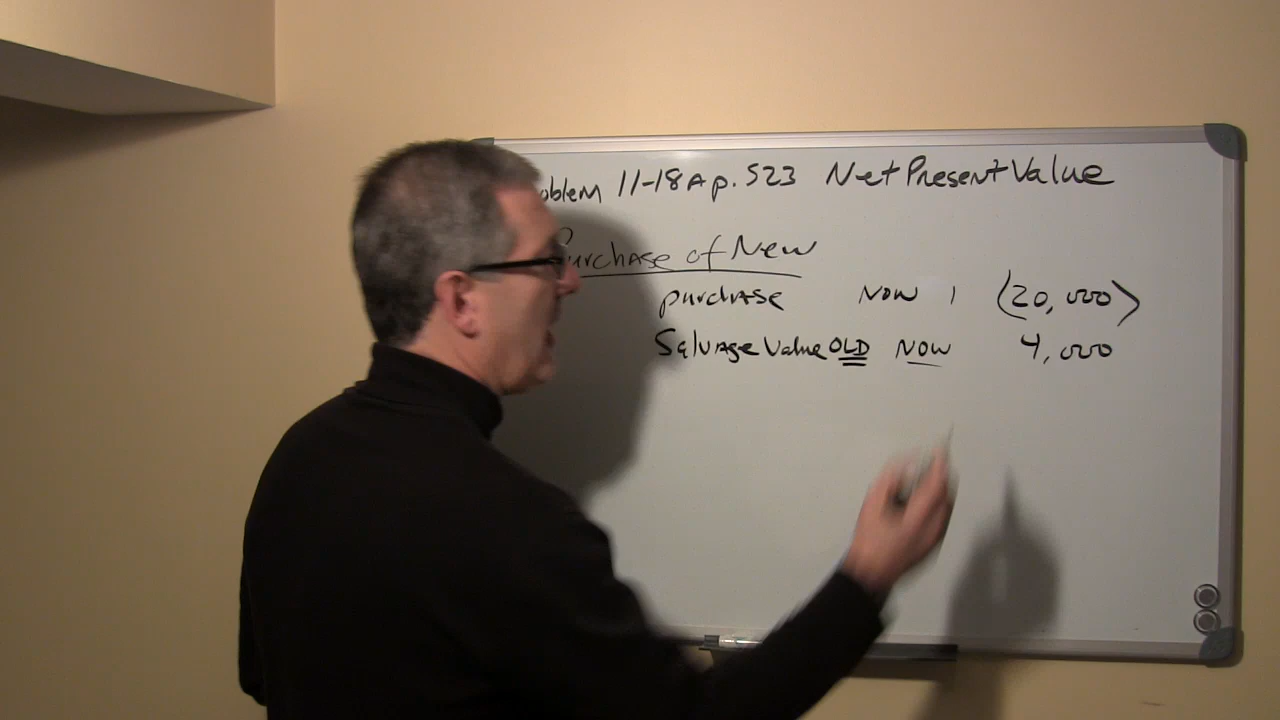 oblem 11-18A p. 523 Net Present Value
Purchase of New
purchase Now 1 (20,000)
Salvage Value OLD Now 4,000